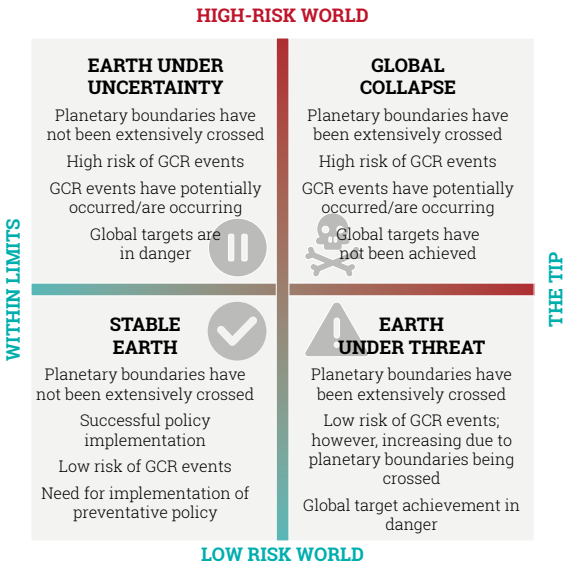 HIGH-RISK WORLD
EARTH UNDER
UNCERTAINTY
Planetary boundaries have
not been extensively crossed
High risk of GCR events
GCR events have potentially
occurred/are occurring
Global targets are
in danger
GLOBAL
COLLAPSE
Planetary boundaries have
been extensively crossed
High risk of GCR events
GCR events have potentially
occurred/are occurring
Global targets have
not been achieved
WITHIN LIMITS
THE TIP
STABLE
EARTH
Planetary boundaries have
not been extensively crossed
Successful policy
implementation
Low risk of GCR events
Need for implementation of
preventative policy
EARTH
UNDER THREAT
Planetary boundaries have
been extensively crossed
Low risk of GCR events;
however, increasing due to
planetary boundaries being
crossed
Global target achievement in
danger
LOW RISK WORLD